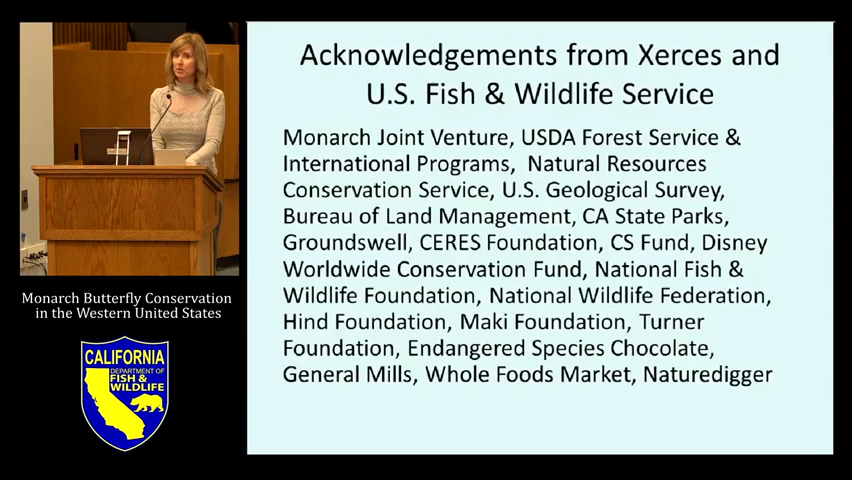 Acknowledgements from Xerces and
U.S. Fish & Wildlife Service
Monarch Joint Venture, USDA Forest Service &
International Programs, Natural Resources
Conservation Service, U.S. Geological Survey,
Bureau of Land Management, CA State Parks,
Groundswell, CERES Foundation, CS Fund, Disney
Worldwide Conservation Fund, National Fish &
Wildlife Foundation, National Wildlife Federation,
Hind Foundation, Maki Foundation, Turner
Foundation, Endangered Species Chocolate,
General Mills, Whole Foods Market, Naturedigger
Monarch Butterfly Conservation
in the Western United States
CALIFORNIA
DEPARTMENT OF
FISH &
WILDLIFE